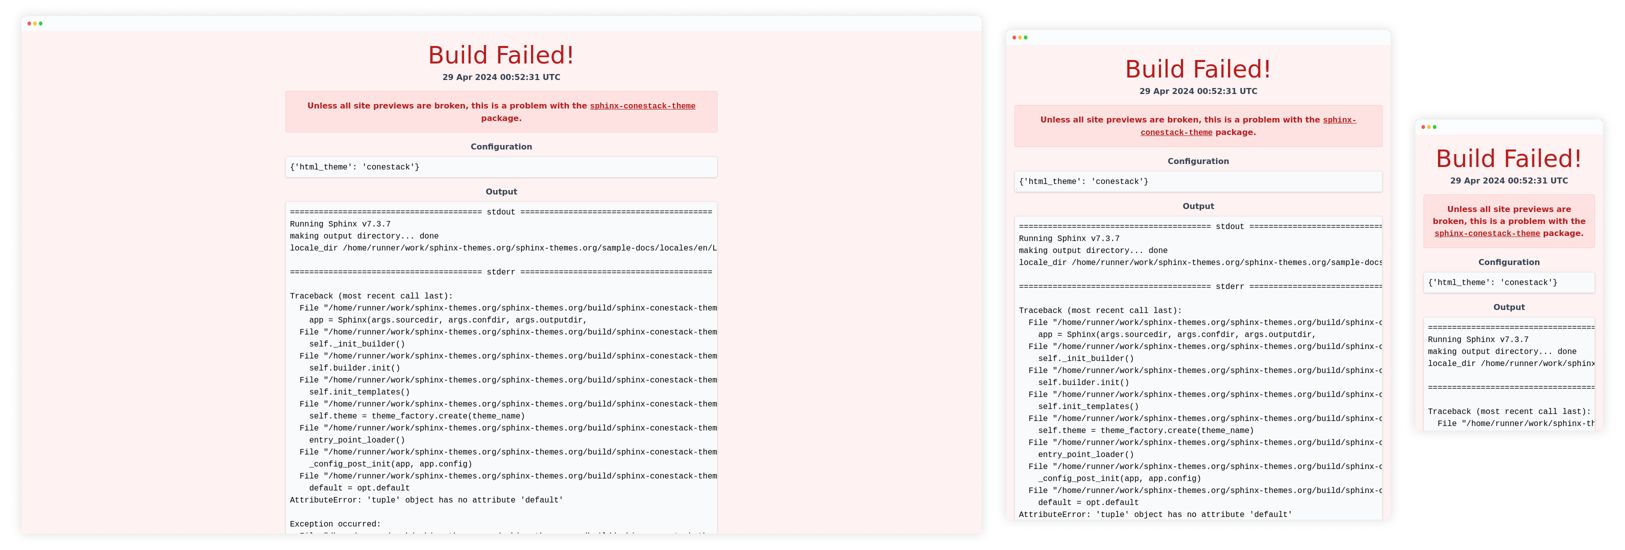 Build Failed!
29 Apr 2024 00:52:31 UTC
Unless all site previews are broken, this is a problem with the sphinx-conestack-theme
package.
Configuration
{'html_theme': 'conestack'}
Output
======================================== stdout ========================================
Running Sphinx v7.3.7
making output directory... done
locale_dir /home/runner/work/sphinx-themes.org/sphinx-themes.org/sample-docs/locales/en/L
======================================== stderr ========================================
Traceback (most recent call last):
File "/home/runner/work/sphinx-themes.org/sphinx-themes.org/build/sphinx-conestack-them
app = Sphinx(args.sourcedir, args.confdir, args.outputdir,
File "/home/runner/work/sphinx-themes.org/sphinx-themes.org/build/sphinx-conestack-them
self._init_builder()
File "/home/runner/work/sphinx-themes.org/sphinx-themes.org/build/sphinx-conestack-them
self.builder.init()
File "/home/runner/work/sphinx-themes.org/sphinx-themes.org/build/sphinx-conestack-them
self.init_templates()
File "/home/runner/work/sphinx-themes.org/sphinx-themes.org/build/sphinx-conestack-them
self.theme = theme_factory.create(theme_name)
File "/home/runner/work/sphinx-themes.org/sphinx-themes.org/build/sphinx-conestack-them
entry_point_loader()
File "/home/runner/work/sphinx-themes.org/sphinx-themes.org/build/sphinx-conestack-them
_config_post_init(app, app.config)
File "/home/runner/work/sphinx-themes.org/sphinx-themes.org/build/sphinx-conestack-them
default = opt.default
AttributeError: 'tuple' object has no attribute 'default'
Exception occurred:
Build Failed!
29 Apr 2024 00:52:31 UTC
Unless all site previews are broken, this is a problem with the sphinx-
conestack-theme package.
Configuration
{'html_theme': 'conestack'}
Output
======================================== stdout ==================================
Running Sphinx v7.3.7
making output directory... done
locale_dir /home/runner/work/sphinx-themes.org/sphinx-themes.org/sample-docs
======================================== stderr ==================================
Traceback (most recent call last):
File "/home/runner/work/sphinx-themes.org/sphinx-themes.org/build/sphinx-c
app = Sphinx(args.sourcedir, args.confdir, args.outputdir,
File "/home/runner/work/sphinx-themes.org/sphinx-themes.org/build/sphinx-c
self._init_builder()
File "/home/runner/work/sphinx-themes.org/sphinx-themes.org/build/sphinx-c
self.builder.init()
File "/home/runner/work/sphinx-themes.org/sphinx-themes.org/build/sphinx-c
self.init_templates()
File "/home/runner/work/sphinx-themes.org/sphinx-themes.org/build/sphinx-c
self.theme = theme_factory.create(theme_name)
File "/home/runner/work/sphinx-themes.org/sphinx-themes.org/build/sphinx-c
entry_point_loader()
File "/home/runner/work/sphinx-themes.org/sphinx-themes.org/build/sphinx-c
_config_post_init(app, app.config)
File "/home/runner/work/sphinx-themes.org/sphinx-themes.org/build/sphinx-c
default = opt.default
AttributeError: 'tuple' object has no attribute 'default'
Build Failed!
29 Apr 2024 00:52:31 UTC
Unless all site previews are
broken, this is a problem with the
sphinx-conestack-theme package.
Configuration
{'html_theme': 'conestack'}
Output
===================================
Running Sphinx v7.3.7
making output directory... done
locale_dir /home/runner/work/sphinx
===================================
Traceback (most recent call last):
File "/home/runner/work/sphinx-th